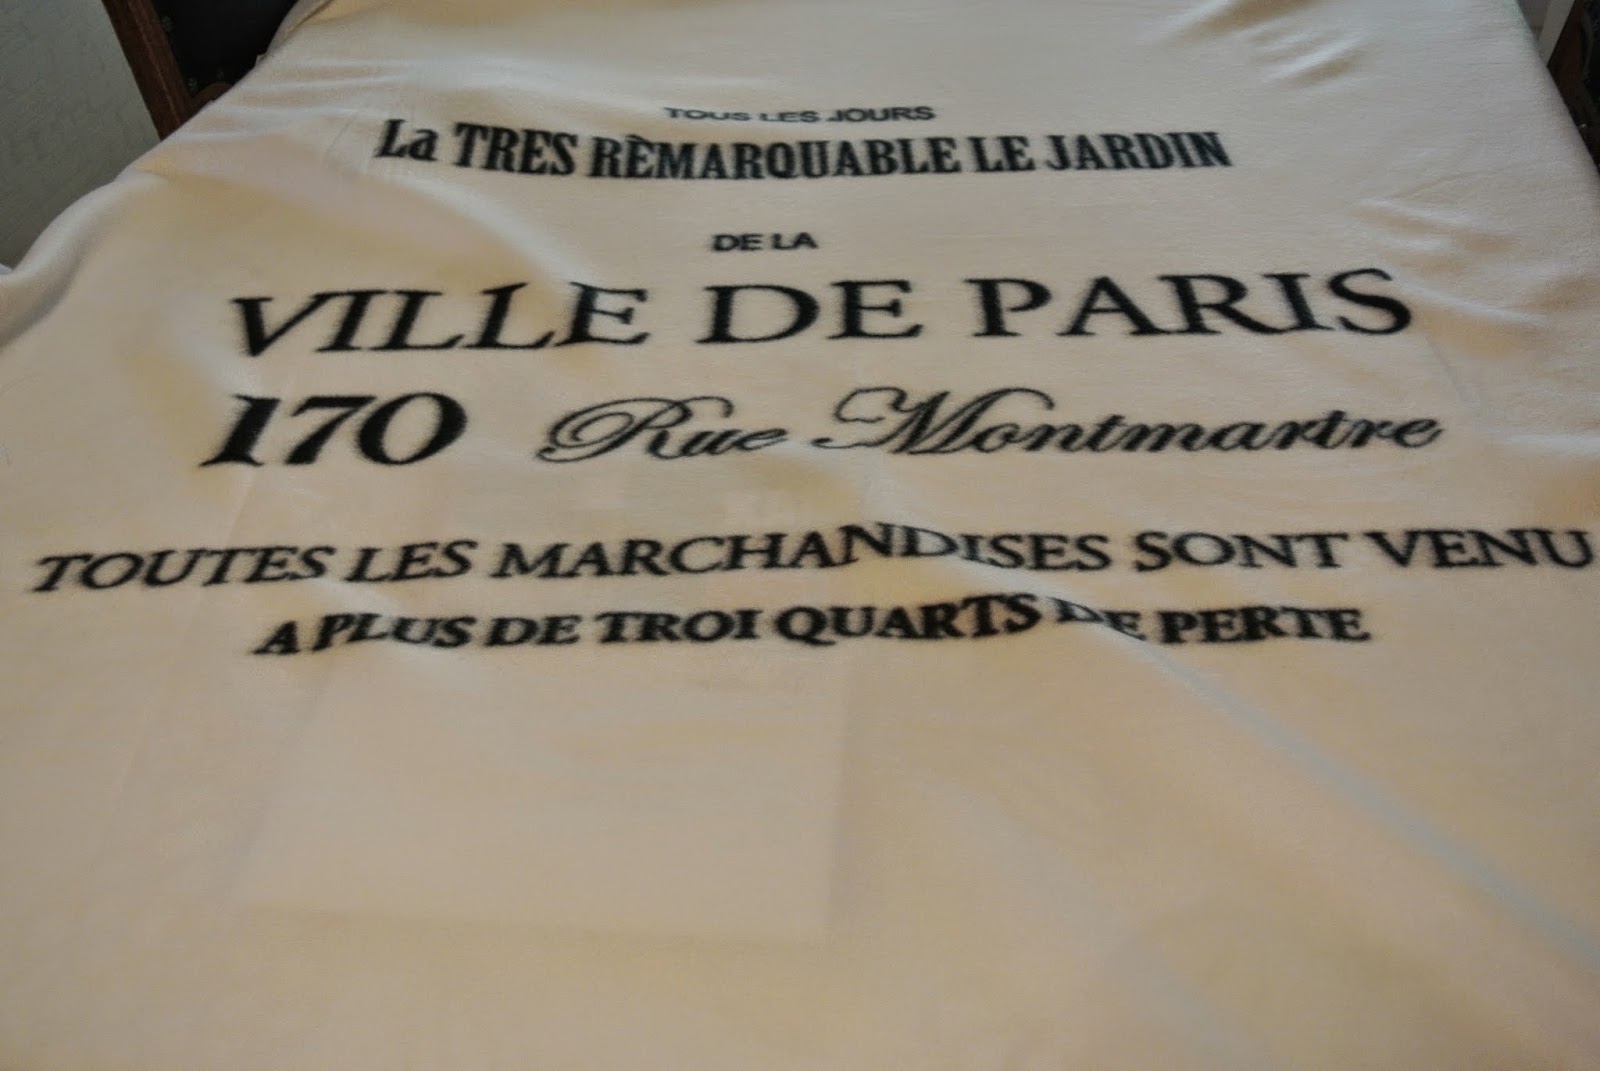 TOUS LES JOURS
La TRES RÈMARQUABLE LE JARDIN
DE LA
VILLE DE PARIS
170 Rue Montmartre
TOUTES LES MARCHANDISES SONT VENU
A PLUS DE TROI QUARTS DE PERTE